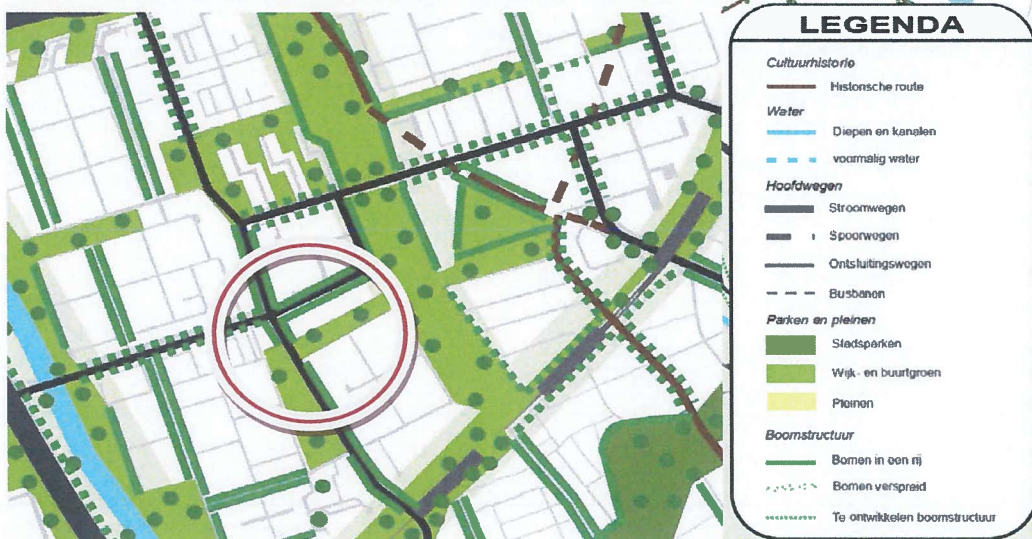 LEGENDA
Cultuurhistorie
Historische route
Water
Diepen en kanalen
voormalig water
Hoofdwegen
Stroomwegen
Spoorwegen
Ontsluitingswegen
Busbanen
Parken en pleinen
Stadsparken
Wijk- en buurtgroen
Pleinen
Boomstructuur
Bomen in een rij
Bomen verspreid
Te ontwikkelen boomstructuur